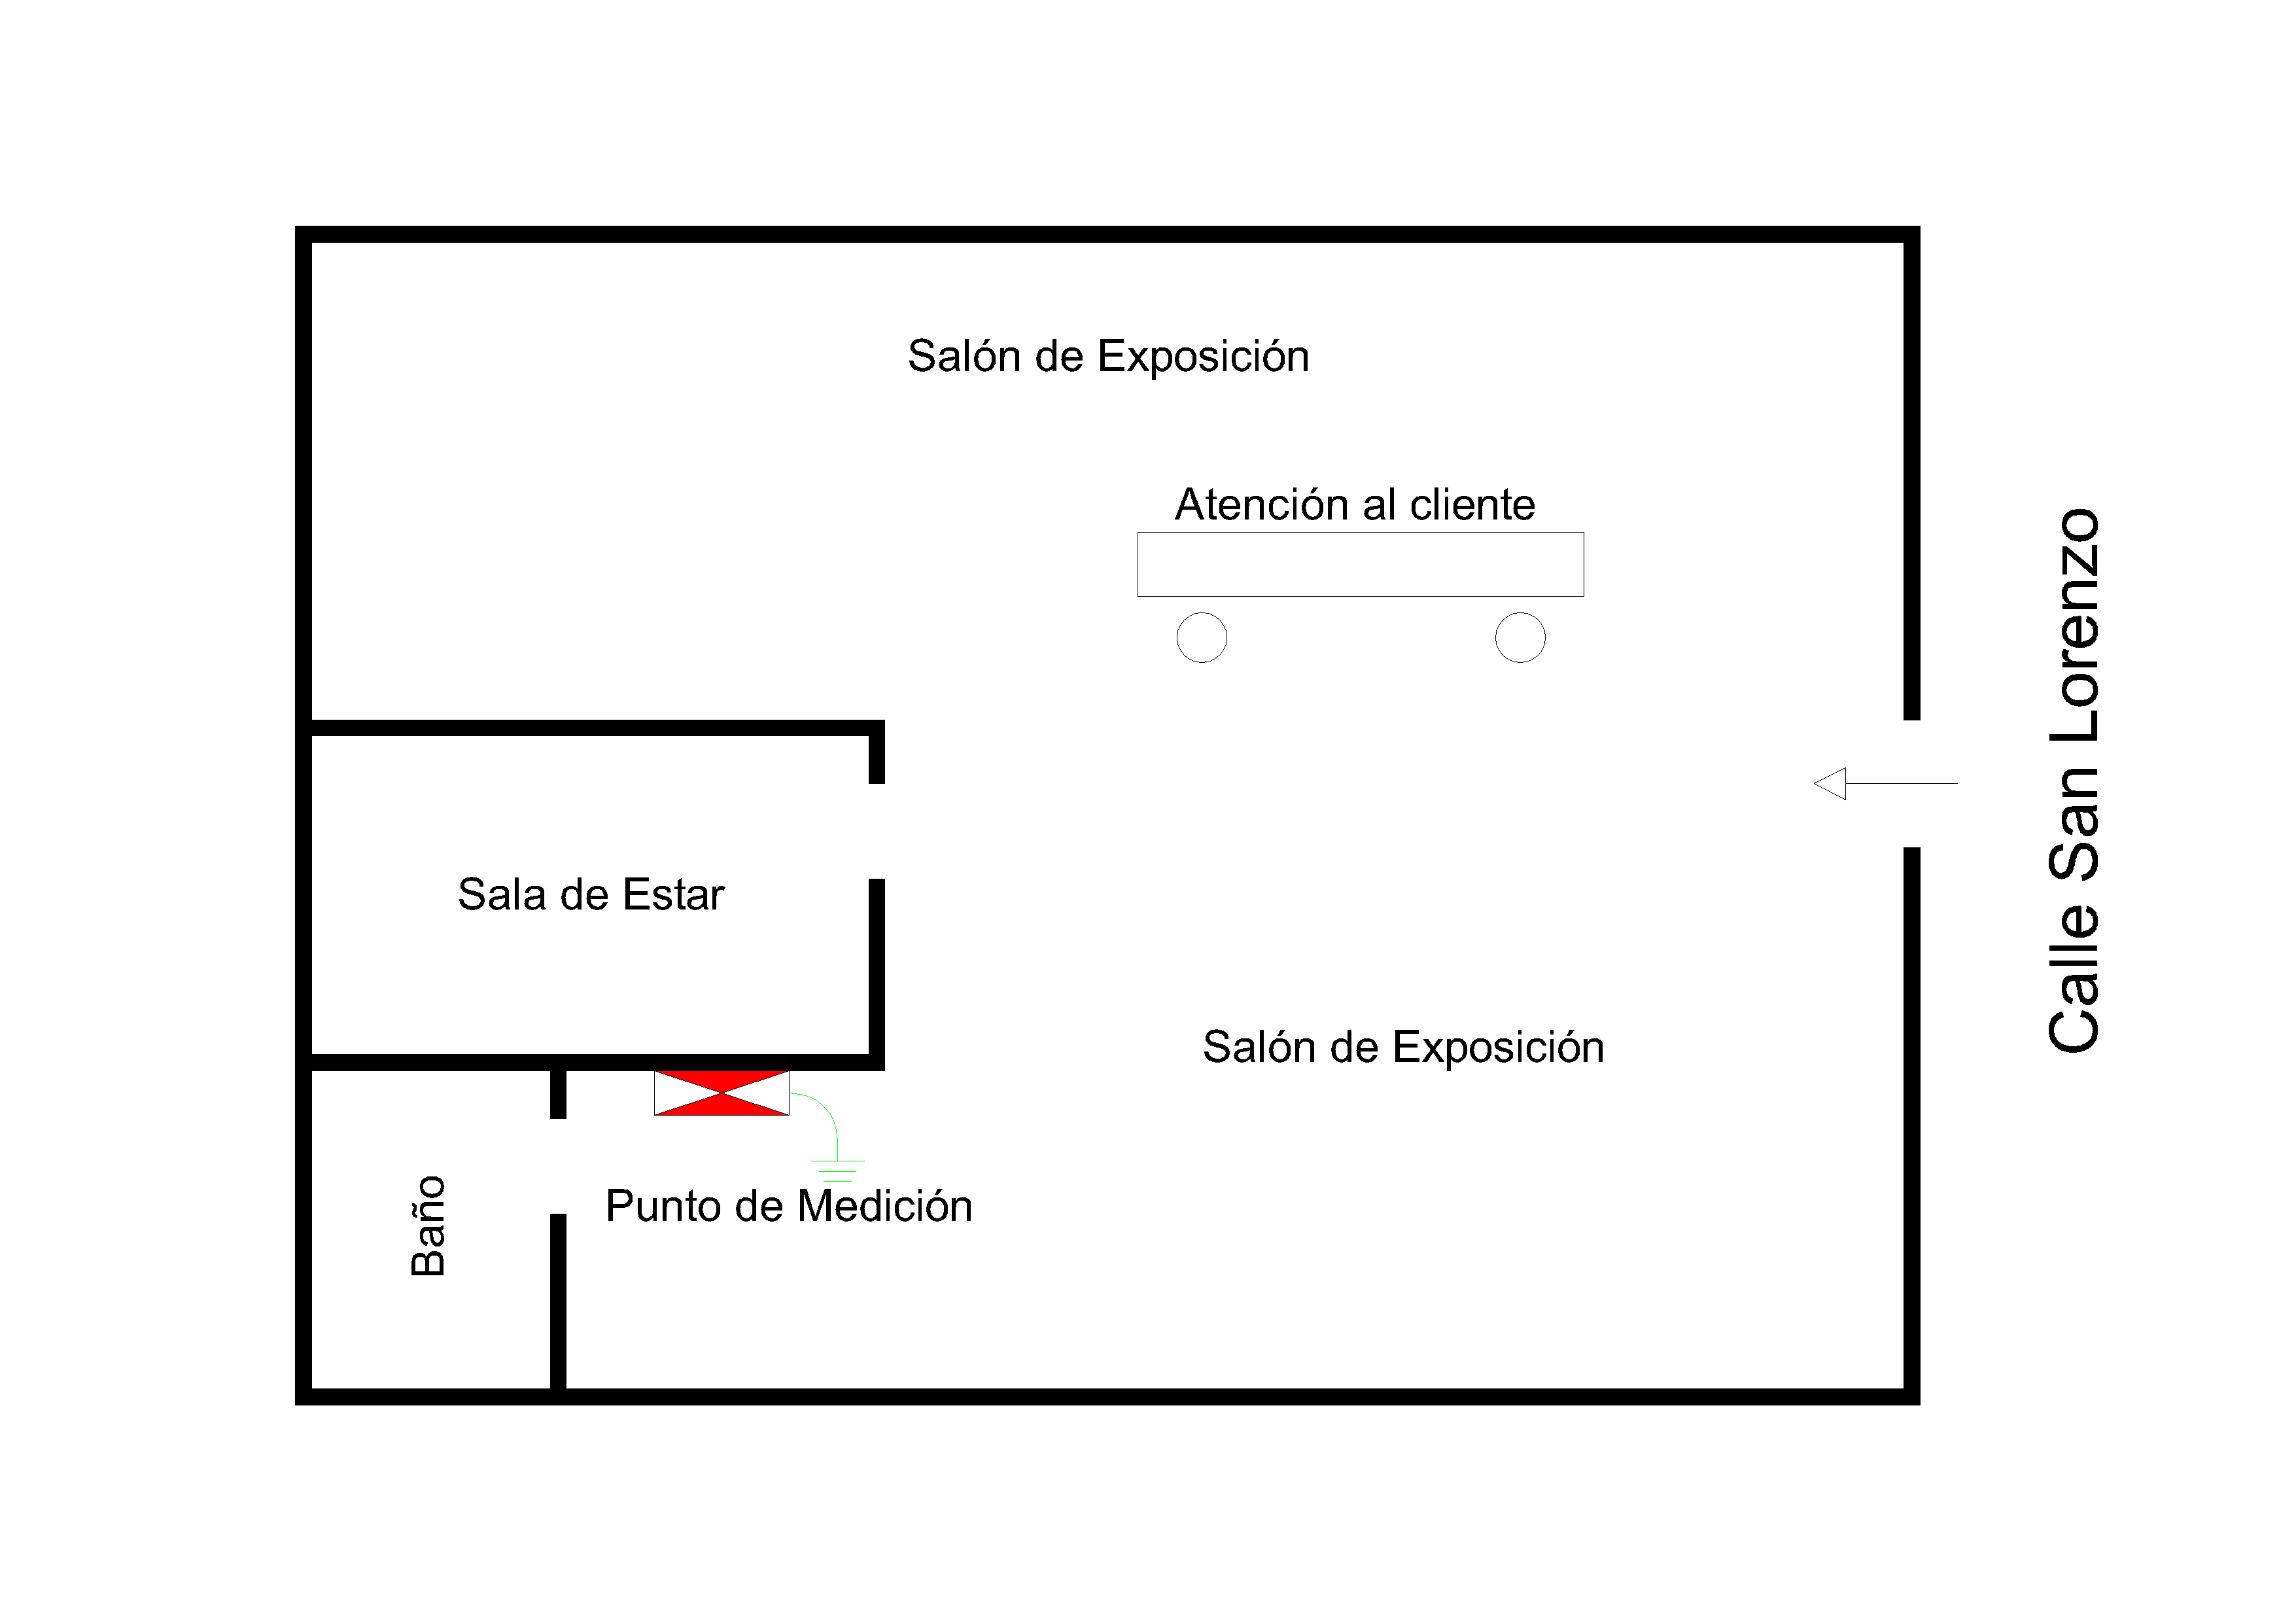 Salón de Exposición
Atención al cliente
Calle San Lorenzo
Sala de Estar
Salón de Exposición
Baño
Punto de Medición